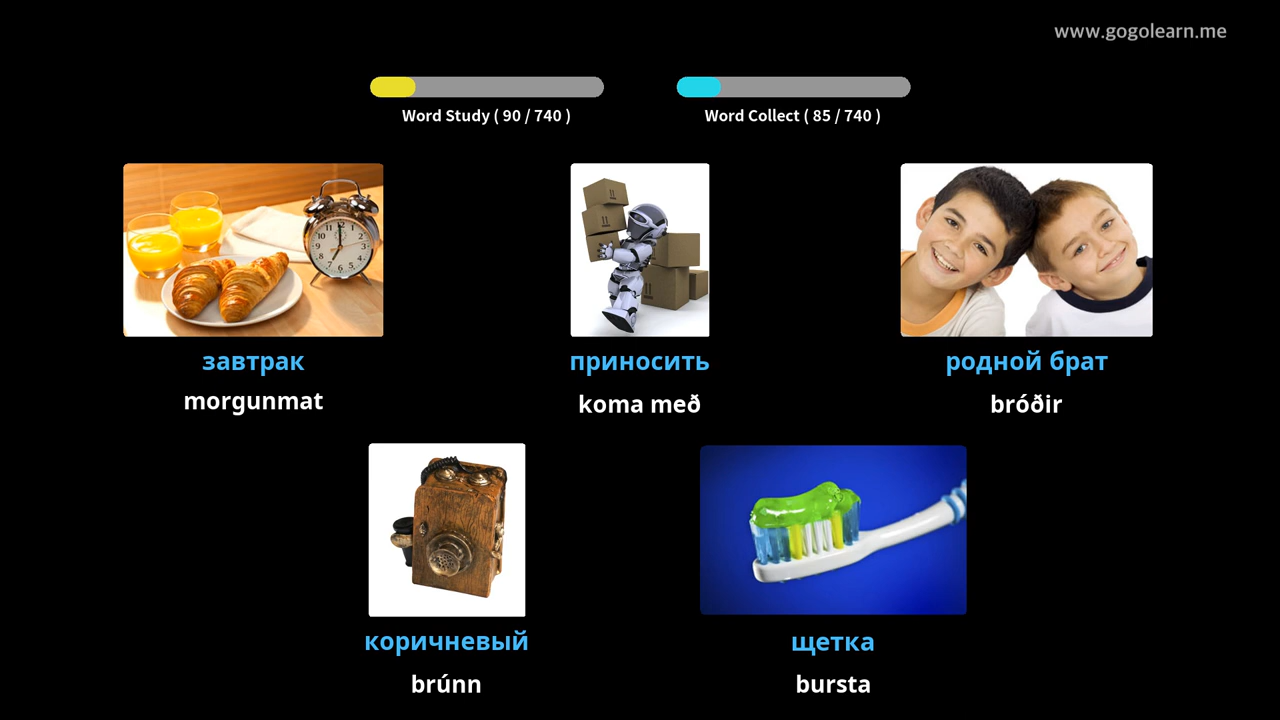 www.gogolearn.me
Word Study ( 90 / 740 )
Word Collect ( 85 / 740 )
завтрак
morgunmat
приносить
koma með
родной брат
bróðir
коричневый
brúnn
щетка
bursta